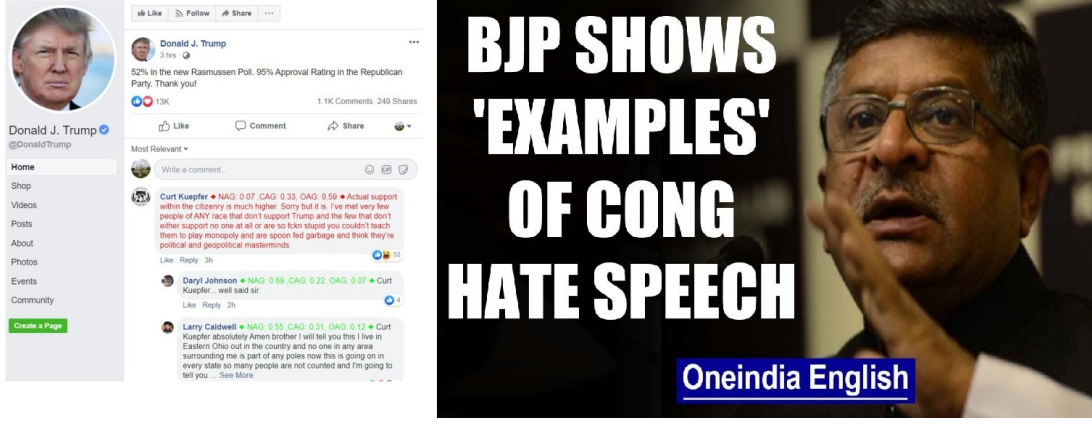 Like Follow Share ...
Donald J. Trump
@DonaldTrump
Home
Shop
Videos
Posts
About
Photos
Events
Community
Create a Page
Donald J. Trump
3 hrs ·
52% in the new Rasmussen Poll. 95% Approval Rating in the Republican
Party. Thank you!
13K 1.1K Comments 249 Shares
Like Comment Share
Most Relevant
Write a comment...
Curt Kuepfer ◆ NAG: 0.07 ,CAG: 0.33, OAG: 0.59 ◆ Actual support
within the citizenry is much higher. Sorry but it is. I've met very few
people of ANY race that don't support Trump and the few that don't
either support no one at all or are so fckn stupid you couldn't teach
them to play monopoly and are spoon fed garbage and think they're
political and geopolitical masterminds
53
Like · Reply · 3h
Daryl Johnson ◆ NAG: 0.69 ,CAG: 0.22, OAG: 0.07 ◆ Curt
Kuepfer... well said sir.
4
Like · Reply · 2h
Larry Caldwell ◆ NAG: 0.55 ,CAG: 0.31, OAG: 0.12 ◆ Curt
Kuepfer absolutely Amen brother I will tell you this I live in
Eastern Ohio out in the country and no one in any area
surrounding me is part of any poles now this is going on in
every state so many people are not counted and I'm going to
tell you ... See More
BJP SHOWS
'EXAMPLES'
OF CONG
HATE SPEECH
Oneindia English